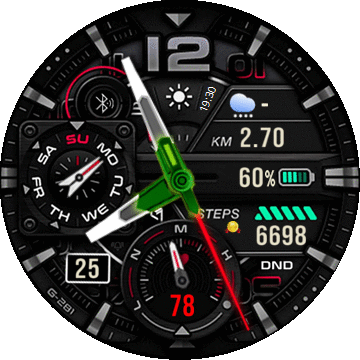 12
19:30
-
KM 2.70
60%
SU
MO
TU
WE
TH
FR
SA
STEPS
6698
G-281
25
L M H
78
DND